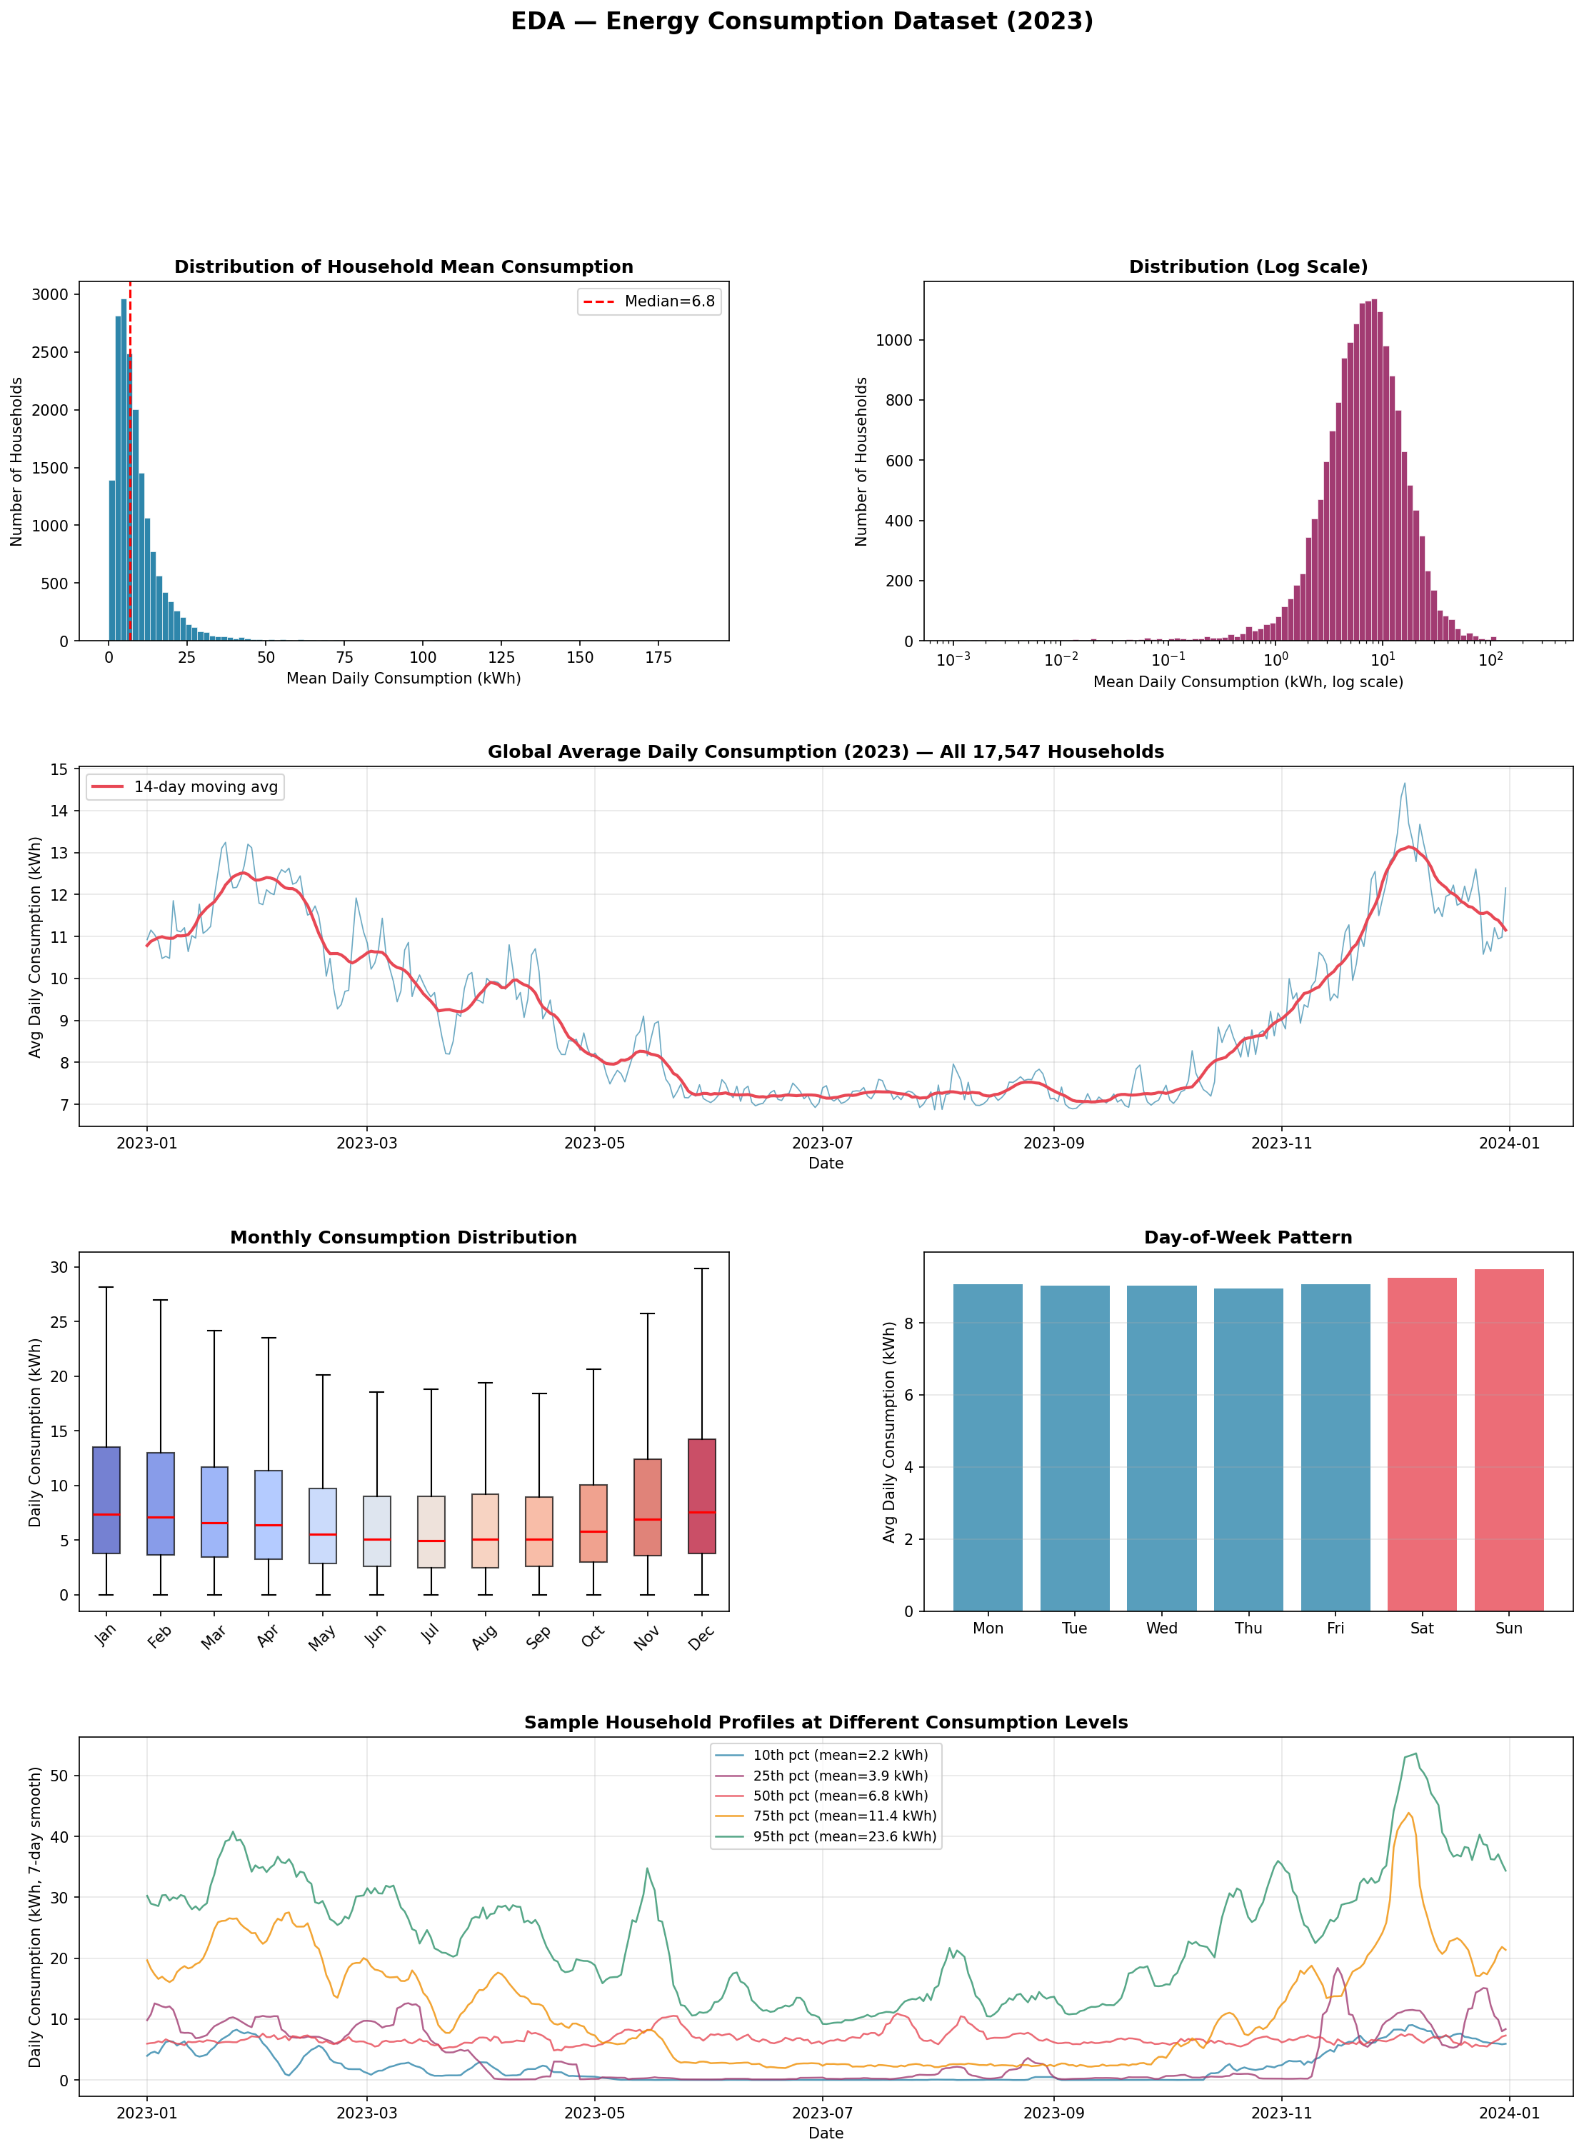 EDA — Energy Consumption Dataset (2023)
Distribution of Household Mean Consumption
Number of Households
3000
2500
2000
1500
1000
500
0
Median=6.8
0 25 50 75 100 125 150 175
Mean Daily Consumption (kWh)
Distribution (Log Scale)
Number of Households
1000
800
600
400
200
0
10⁻³ 10⁻² 10⁻¹ 10⁰ 10¹ 10²
Mean Daily Consumption (kWh, log scale)
Global Average Daily Consumption (2023) — All 17,547 Households
Avg Daily Consumption (kWh)
15
14
13
12
11
10
9
8
7
14-day moving avg
2023-01 2023-03 2023-05 2023-07 2023-09 2023-11 2024-01
Date
Monthly Consumption Distribution
Daily Consumption (kWh)
30
25
20
15
10
5
0
Jan Feb Mar Apr May Jun Jul Aug Sep Oct Nov Dec
Day-of-Week Pattern
Avg Daily Consumption (kWh)
8
6
4
2
0
Mon Tue Wed Thu Fri Sat Sun
Sample Household Profiles at Different Consumption Levels
Daily Consumption (kWh, 7-day smooth)
50
40
30
20
10
0
10th pct (mean=2.2 kWh)
25th pct (mean=3.9 kWh)
50th pct (mean=6.8 kWh)
75th pct (mean=11.4 kWh)
95th pct (mean=23.6 kWh)
2023-01 2023-03 2023-05 2023-07 2023-09 2023-11 2024-01
Date